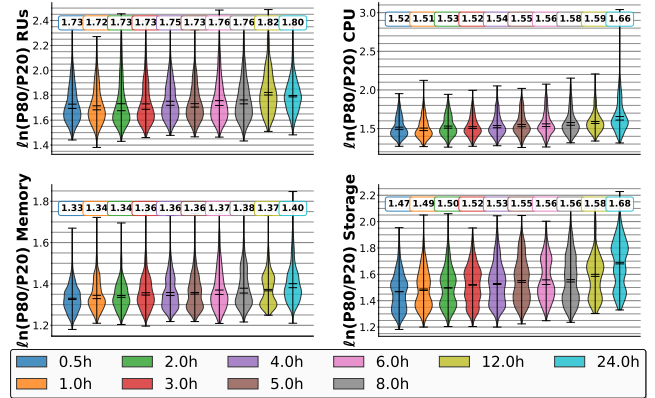 ℓn(P80/P20) RUs
2.4
2.2
2.0
1.8
1.6
1.4
1.73 1.72 1.73 1.73 1.75 1.73 1.76 1.76 1.82 1.80
ℓn(P80/P20) CPU
3.0
2.5
2.0
1.5
1.52 1.51 1.53 1.52 1.54 1.55 1.56 1.58 1.59 1.66
ℓn(P80/P20) Memory
1.8
1.6
1.4
1.2
1.33 1.34 1.34 1.36 1.36 1.36 1.37 1.38 1.37 1.40
ℓn(P80/P20) Storage
2.2
2.0
1.8
1.6
1.4
1.2
1.47 1.49 1.50 1.52 1.53 1.55 1.56 1.56 1.58 1.68
0.5h 2.0h 4.0h 6.0h 12.0h 24.0h
1.0h 3.0h 5.0h 8.0h